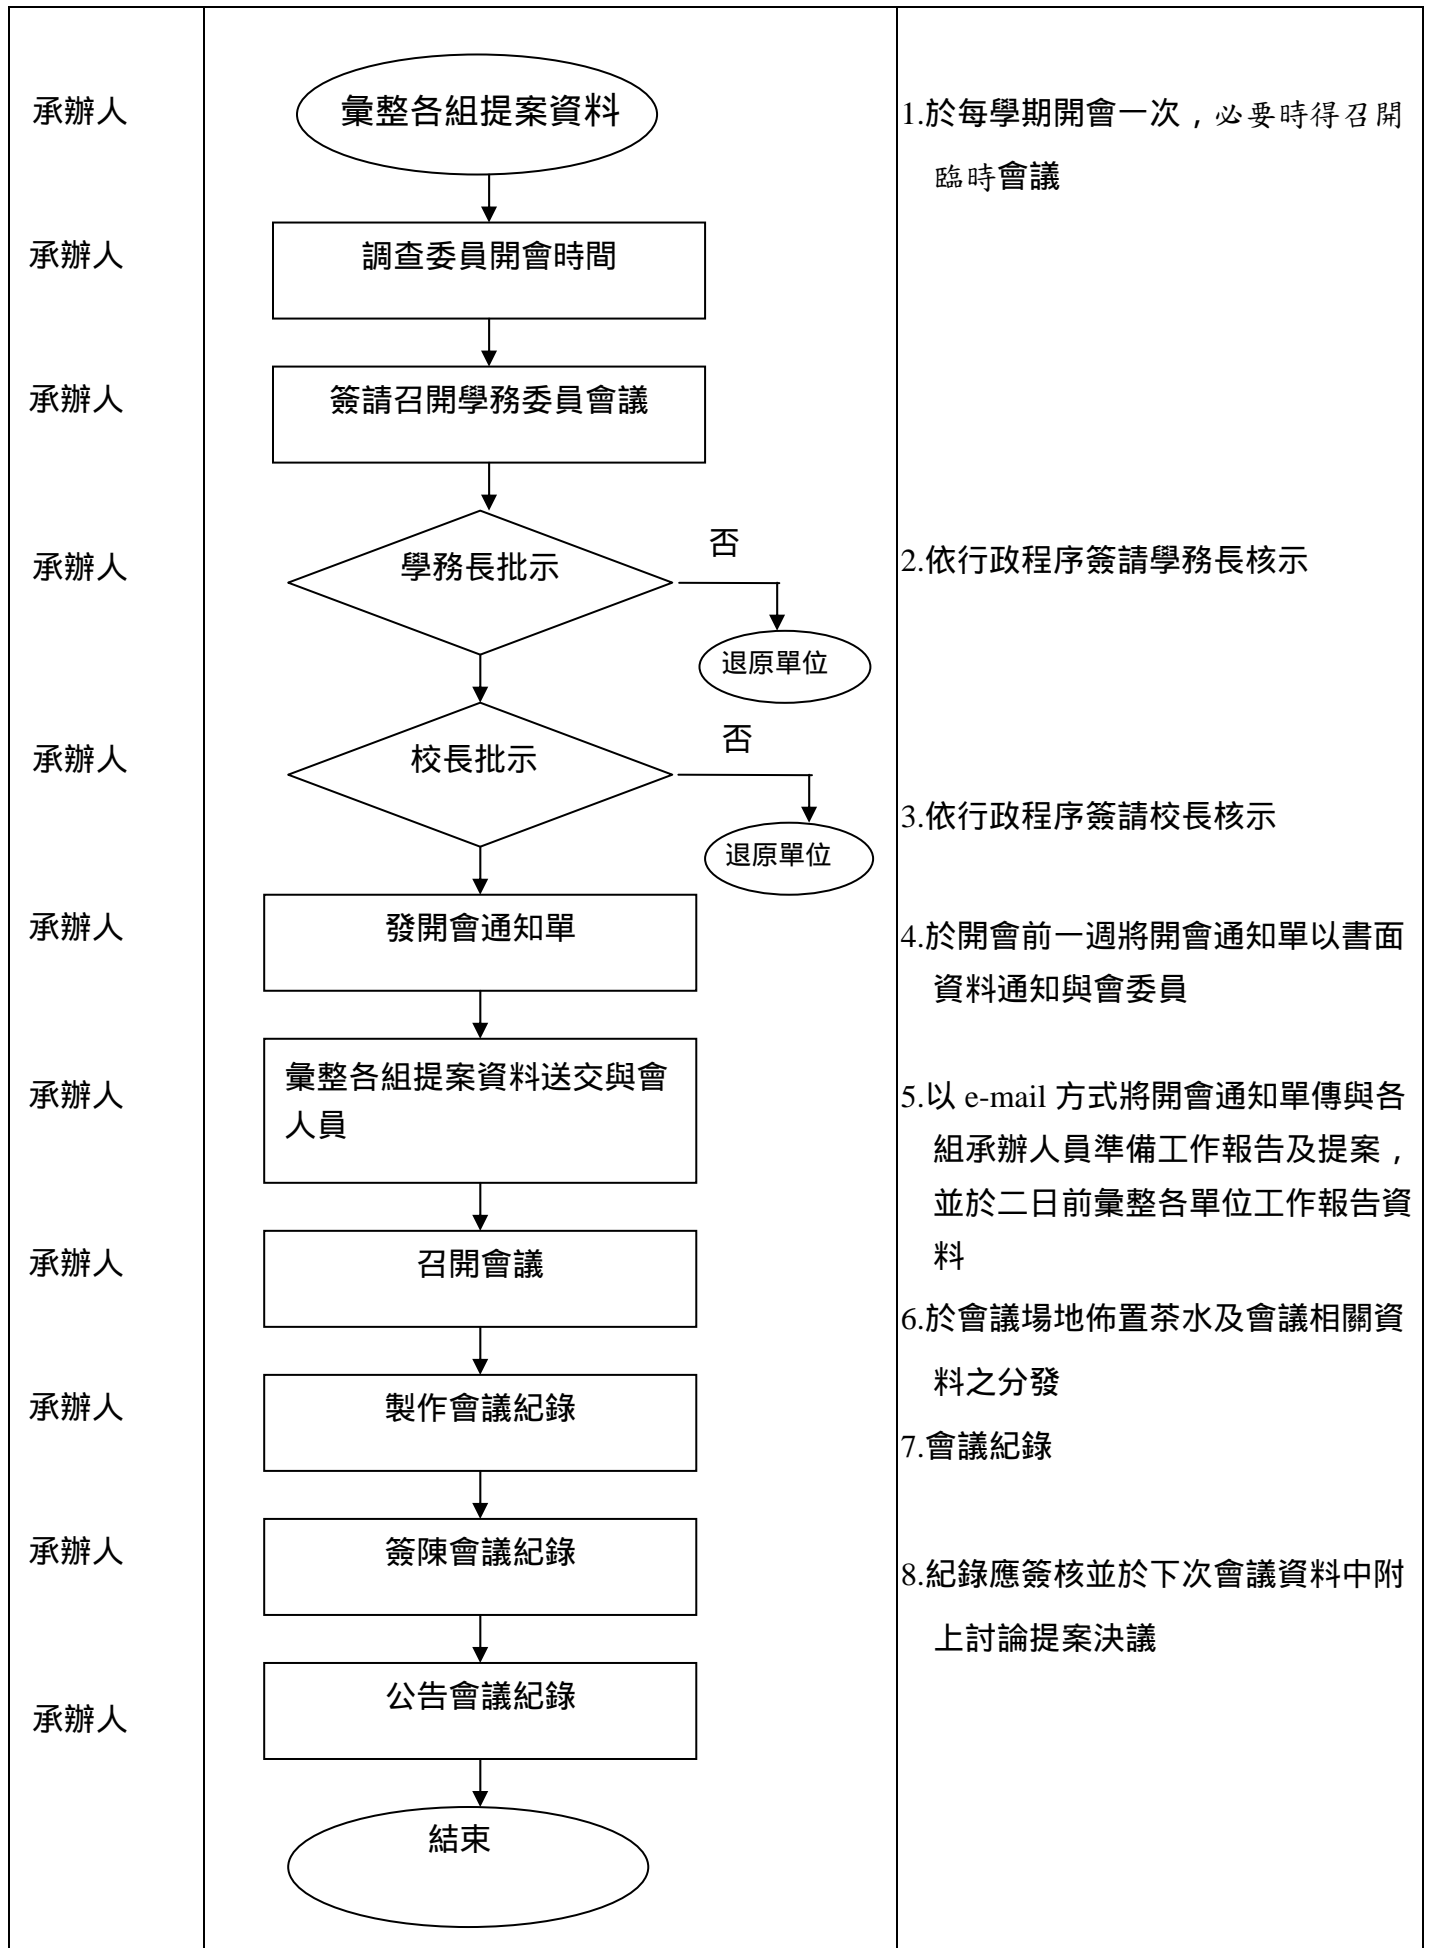 承辦人
彙整各組提案資料
1.於每學期開會一次，必要時得召開
臨時會議
承辦人
調查委員開會時間
承辦人
簽請召開學務委員會議
承辦人
學務長批示
否
2.依行政程序簽請學務長核示
退原單位
承辦人
校長批示
否
3.依行政程序簽請校長核示
退原單位
承辦人
發開會通知單
4.於開會前一週將開會通知單以書面
資料通知與會委員
承辦人
彙整各組提案資料送交與會
人員
5.以 e-mail 方式將開會通知單傳與各
組承辦人員準備工作報告及提案，
並於二日前彙整各單位工作報告資
料
承辦人
召開會議
6.於會議場地佈置茶水及會議相關資
料之分發
承辦人
製作會議紀錄
7.會議紀錄
承辦人
簽陳會議紀錄
8.紀錄應簽核並於下次會議資料中附
上討論提案決議
承辦人
公告會議紀錄
結束